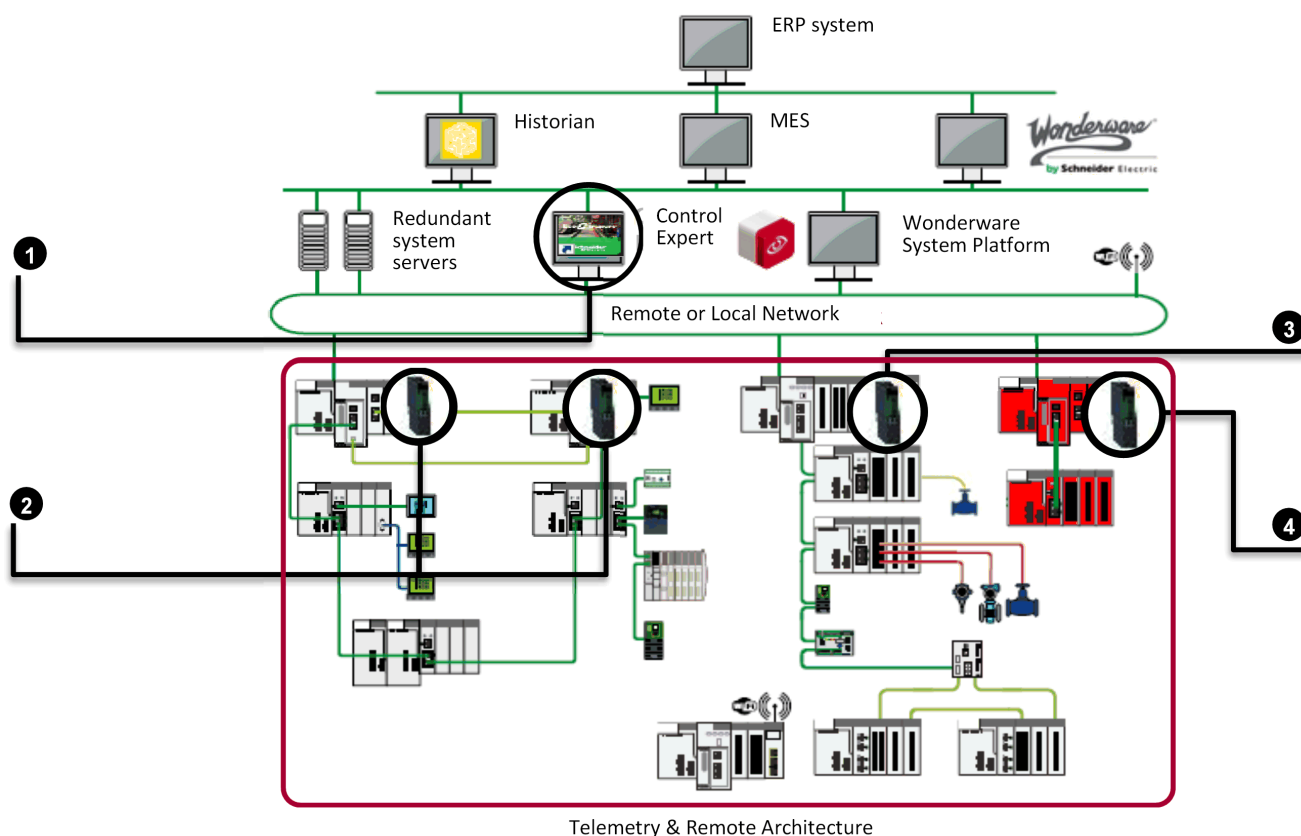 ERP system
Historian
MES
Wonderware
by Schneider Electric
Redundant
system
servers
Control
Expert
Wonderware
System Platform
1
Remote or Local Network
3
2
4
Telemetry & Remote Architecture